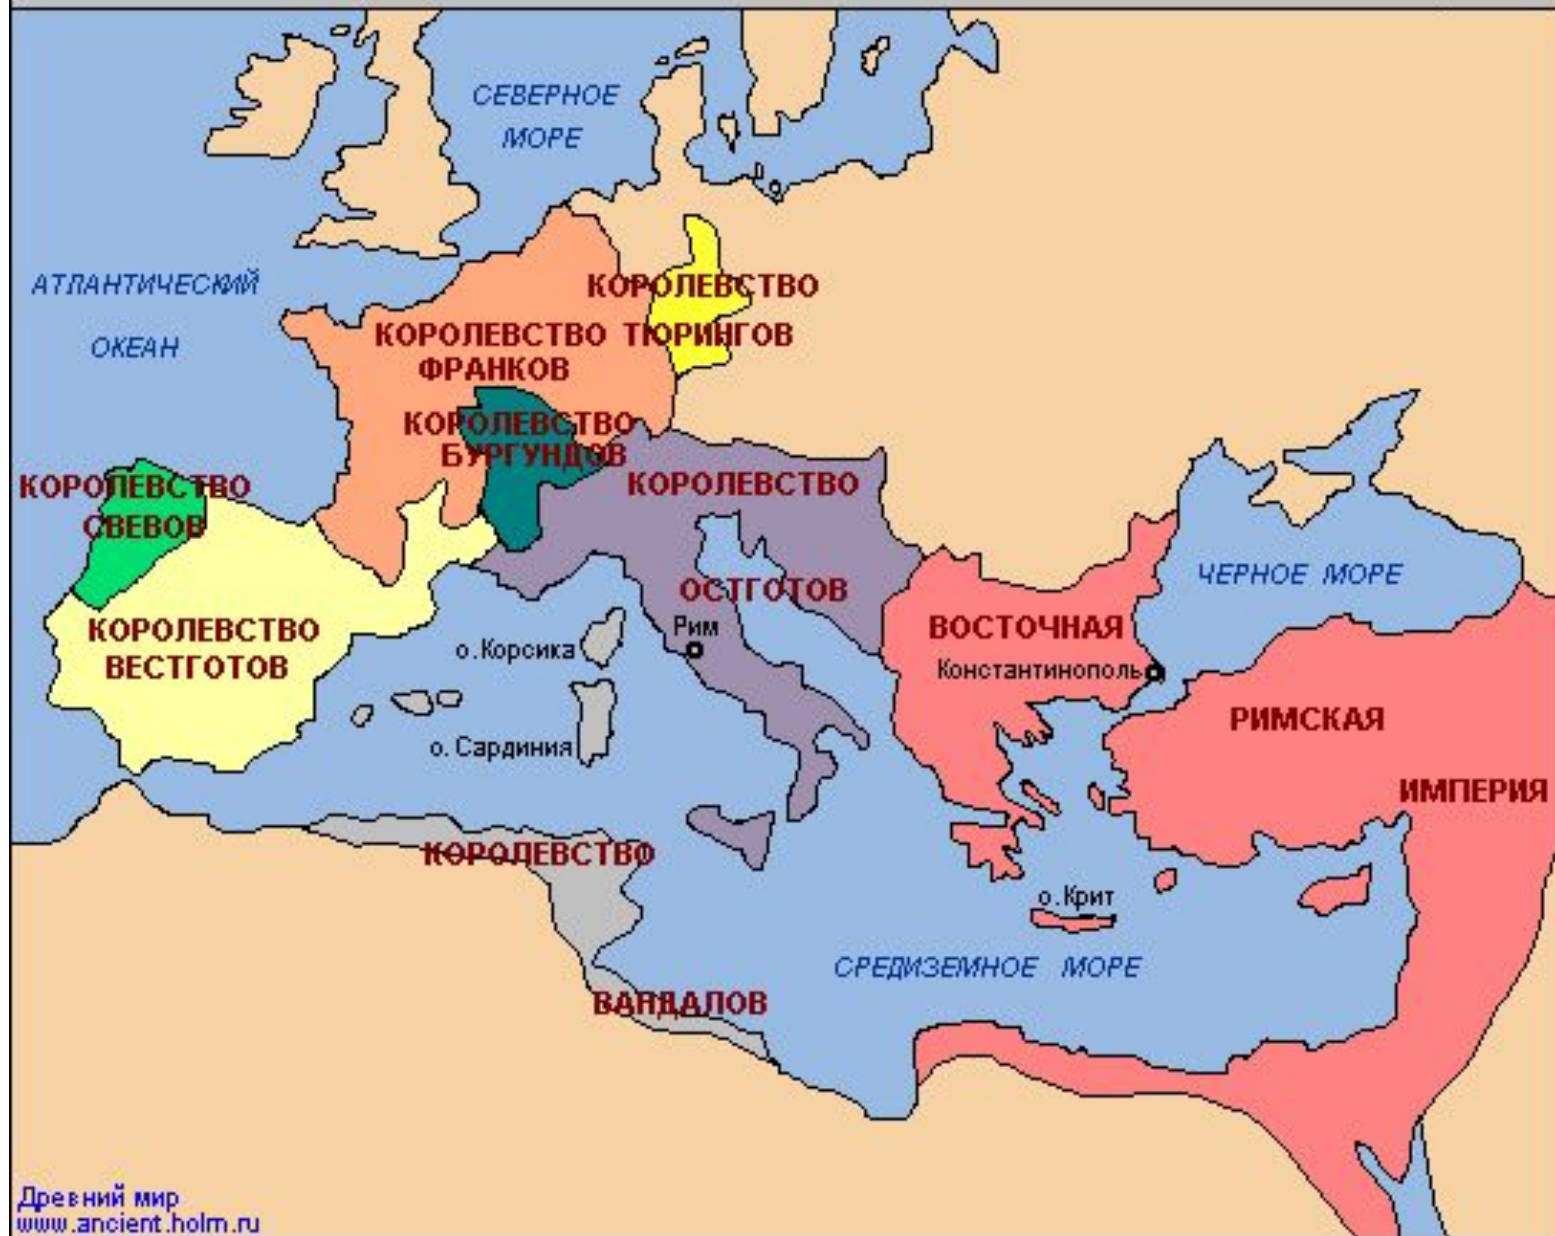 СЕВЕРНОЕ
МОРЕ
АТЛАНТИЧЕСКИЙ
ОКЕАН
КОРОЛЕВСТВО
ТЮРИНГОВ
КОРОЛЕВСТВО
ФРАНКОВ
КОРОЛЕВСТВО
БУРГУНДОВ
КОРОЛЕВСТВО
СВЕВОВ
КОРОЛЕВСТВО
ОСТГОТОВ
КОРОЛЕВСТВО
ВЕСТГОТОВ
ЧЕРНОЕ МОРЕ
ВОСТОЧНАЯ
РИМСКАЯ
ИМПЕРИЯ
Рим
Константинополь
о.Корсика
о. Сардиния
КОРОЛЕВСТВО
ВАНДАЛОВ
о.Крит
СРЕДИЗЕМНОЕ МОРЕ
Древний мир
www.ancient.holm.ru